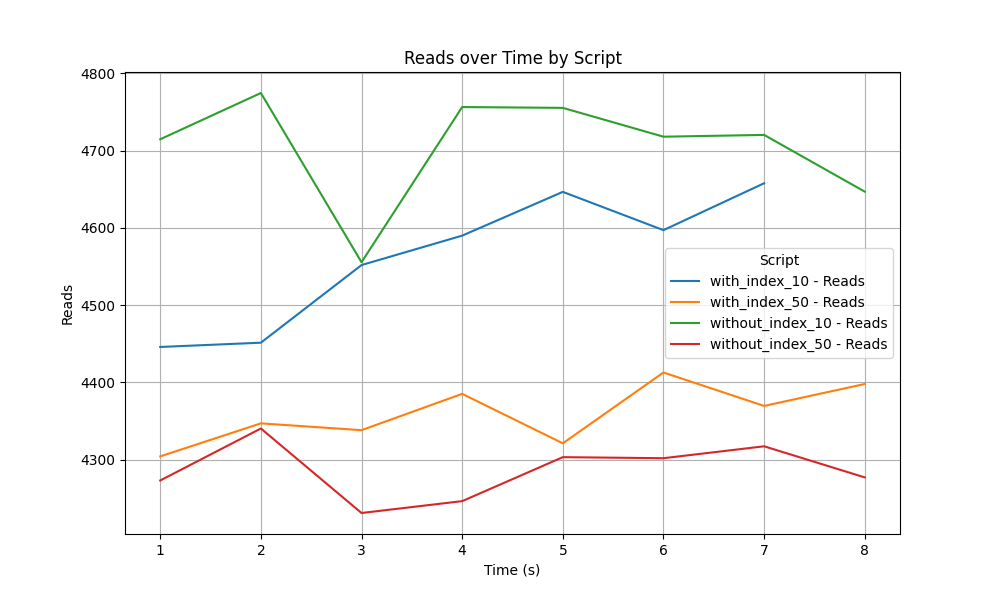 Reads over Time by Script
Reads
4800
4700
4600
4500
4400
4300
Script
with_index_10 - Reads
with_index_50 - Reads
without_index_10 - Reads
without_index_50 - Reads
1 2 3 4 5 6 7 8
Time (s)